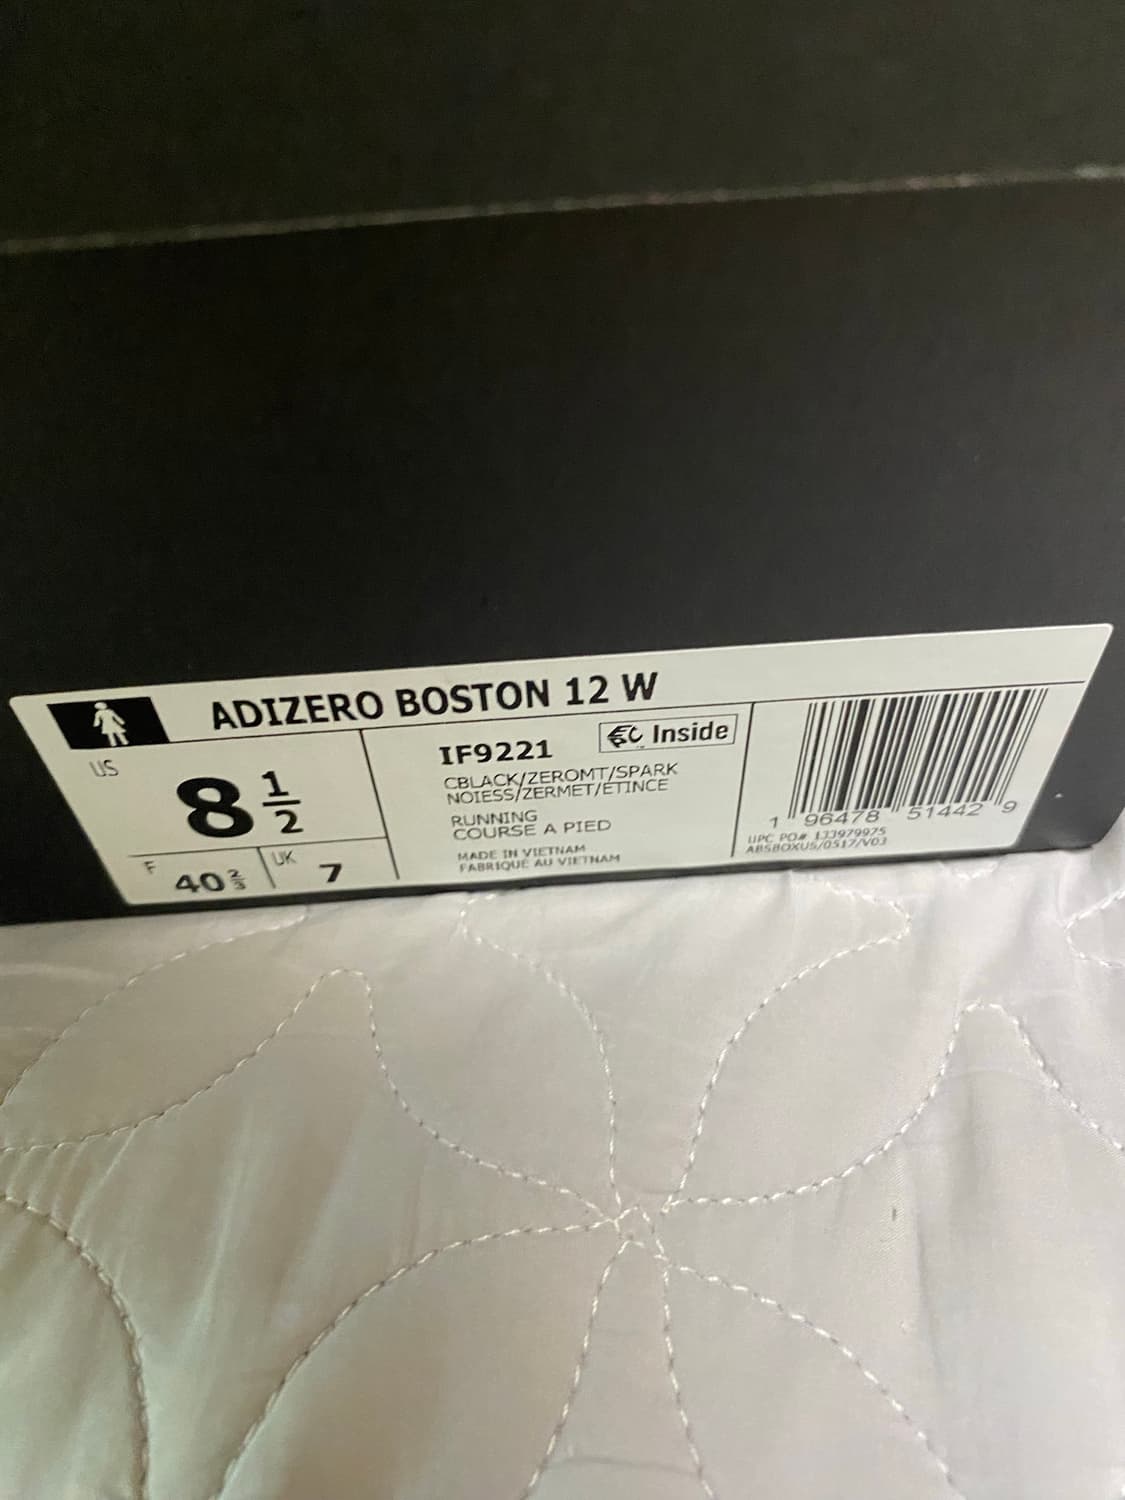 ADIZERO BOSTON 12 W
US
8 1/2
F
40 2/3
UK
7
IF9221
Inside
CBLACK/ZEROMT/SPARK
NOIESS/ZERMET/ETINCE
RUNNING
COURSE A PIED
MADE IN VIETNAM
FABRIQUE AU VIETNAM
1 96478 51442 9
UPC PO# 133979975
ABSBOXUS/0517/V03